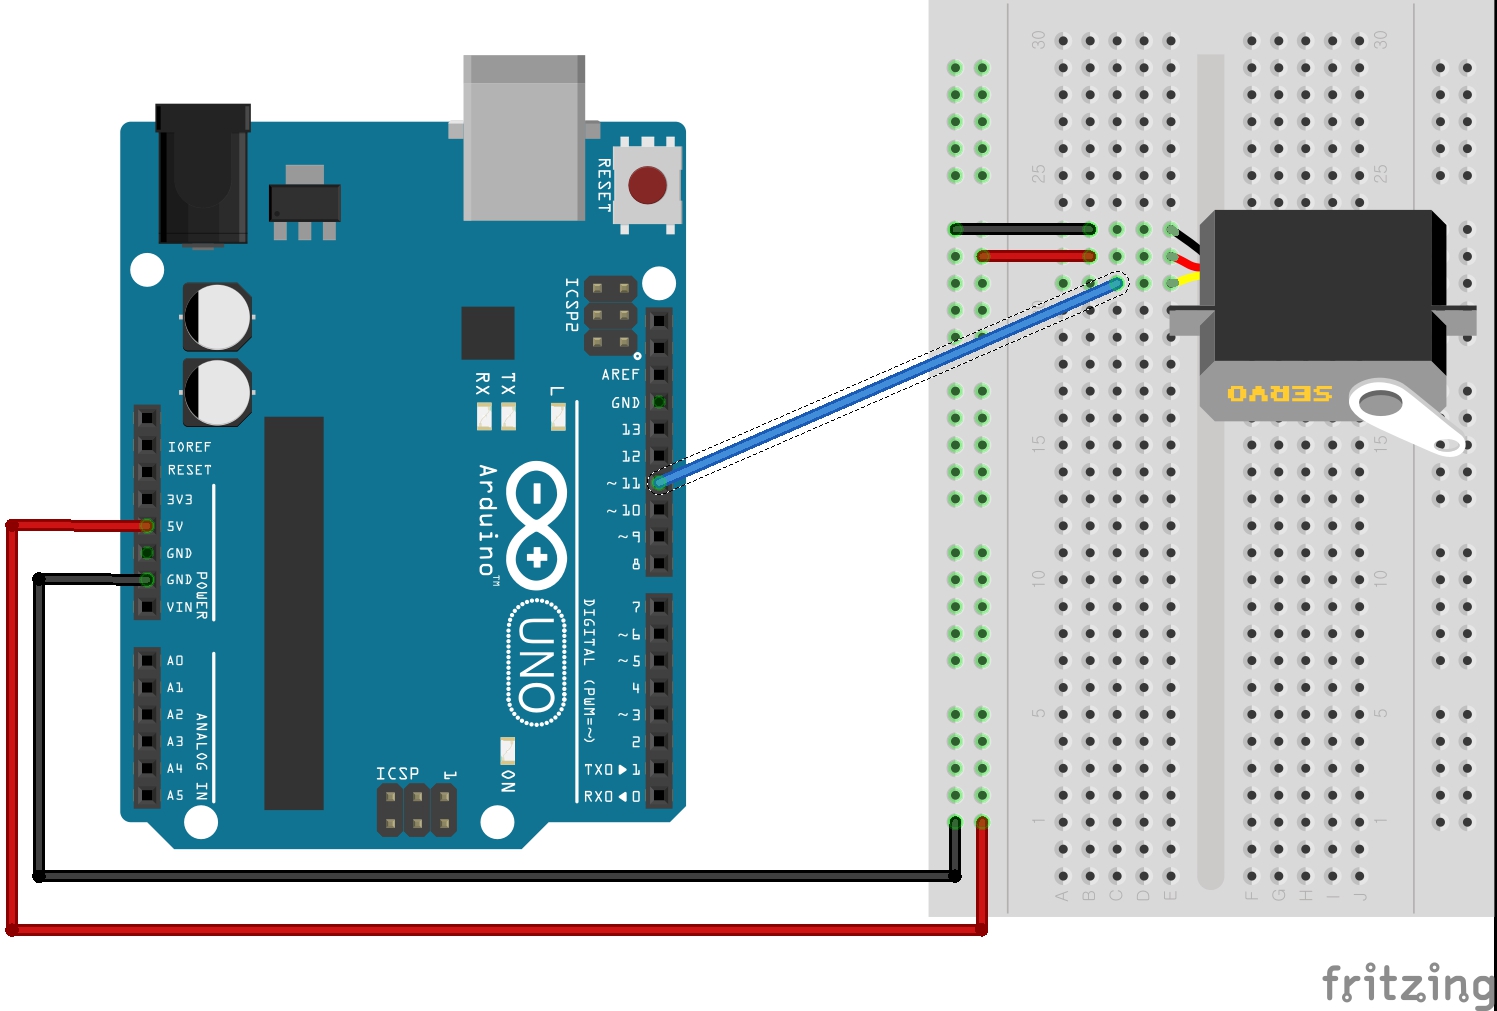 RESET
ICSP2
AREF
GND
13
12
~11
~10
~9
8
7
~6
~5
4
~3
2
TX0▶1
RX0◀0
DIGITAL (PWM=~)
RX
TX
L
Arduino™
UNO
ON
ICSP
1
IOREF
RESET
3V3
5V
GND
GND
VIN
POWER
A0
A1
A2
A3
A4
A5
ANALOG IN
30
30
25
25
15
15
10
10
5
5
1
1
A B C D E
F G H I J
SERVO
fritzing